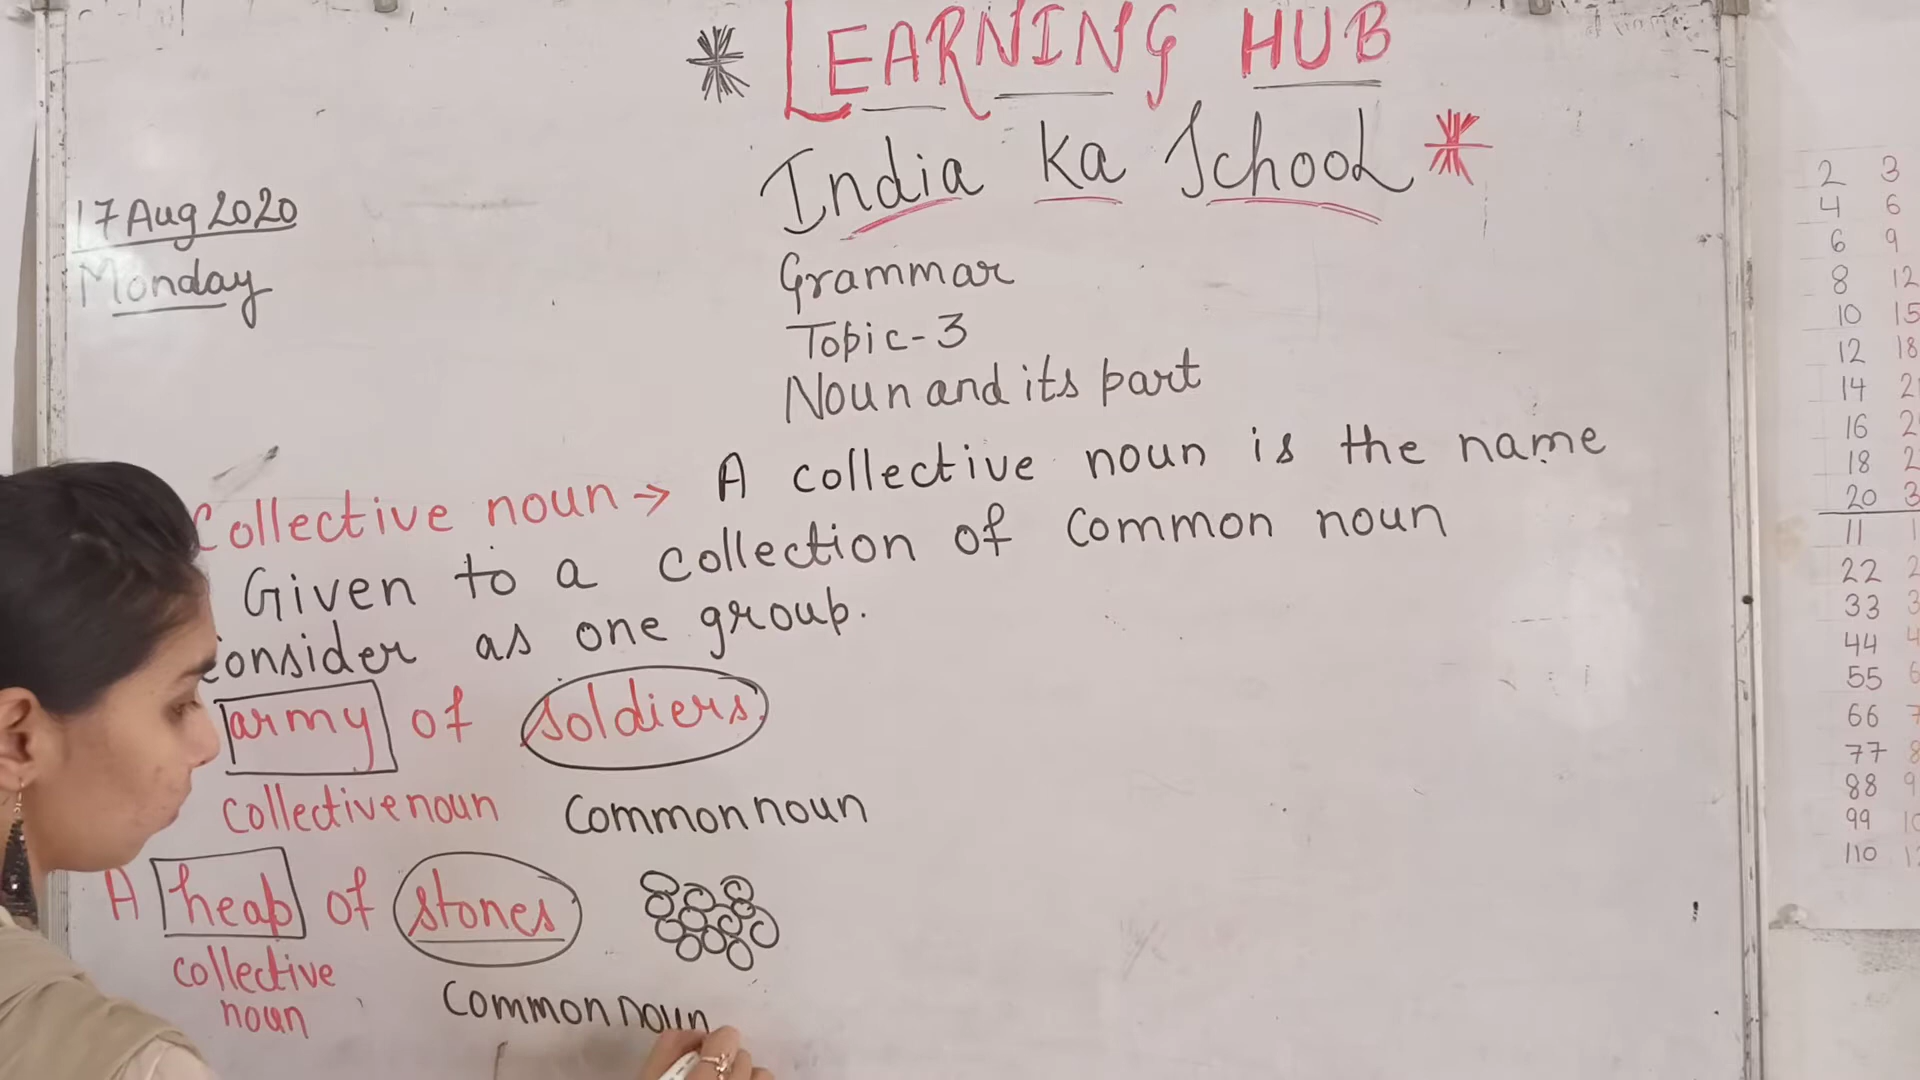 LEARNING HUB
India ka School
17 Aug 2020
Monday
Grammar
Topic-3
Noun and its part
Collective noun → A collective noun is the name
Given to a collection of common noun
consider as one group.
army of soldiers.
collective noun common noun
A heap of stones
collective
noun
common noun
2 3
4 6
6 9
8 12
10 15
12 18
14
16
18
20
11
22
33
44
55
66
77
88
99
110